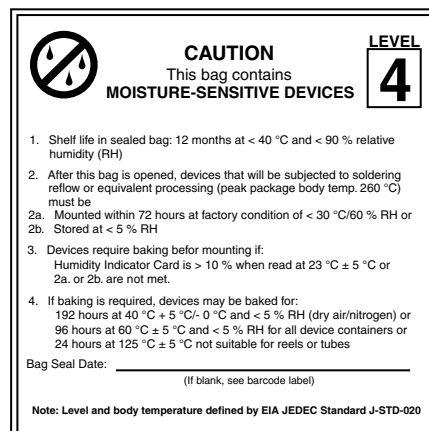 CAUTION
This bag contains
MOISTURE-SENSITIVE DEVICES
LEVEL
4
1. Shelf life in sealed bag: 12 months at < 40 °C and < 90 % relative
humidity (RH)
2. After this bag is opened, devices that will be subjected to soldering
reflow or equivalent processing (peak package body temp. 260 °C)
must be
2a. Mounted within 72 hours at factory condition of < 30 °C/60 % RH or
2b. Stored at < 5 % RH
3. Devices require baking befor mounting if:
Humidity Indicator Card is > 10 % when read at 23 °C ± 5 °C or
2a. or 2b. are not met.
4. If baking is required, devices may be baked for:
192 hours at 40 °C + 5 °C/- 0 °C and < 5 % RH (dry air/nitrogen) or
96 hours at 60 °C ± 5 °C and < 5 % RH for all device containers or
24 hours at 125 °C ± 5 °C not suitable for reels or tubes
Bag Seal Date:
(If blank, see barcode label)
Note: Level and body temperature defined by EIA JEDEC Standard J-STD-020